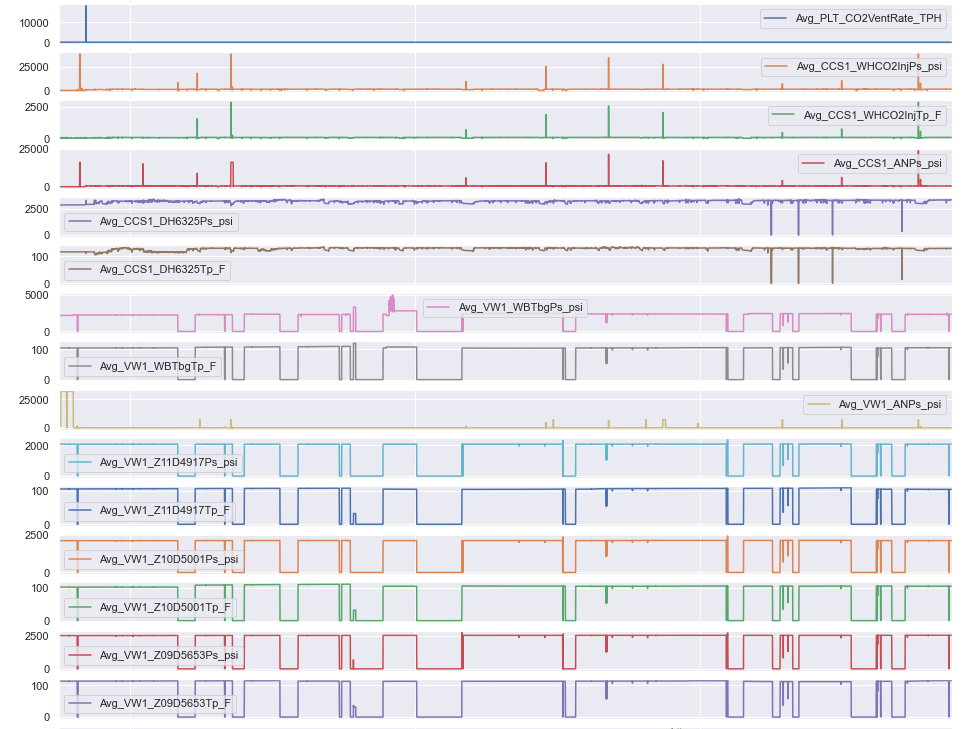 10000
0
Avg_PLT_CO2VentRate_TPH
25000
0
Avg_CCS1_WHCO2InjPs_psi
2500
0
Avg_CCS1_WHCO2InjTp_F
25000
0
Avg_CCS1_ANPs_psi
2500
0
Avg_CCS1_DH6325Ps_psi
100
0
Avg_CCS1_DH6325Tp_F
5000
0
Avg_VW1_WBTbgPs_psi
100
0
Avg_VW1_WBTbgTp_F
25000
0
Avg_VW1_ANPs_psi
2000
0
Avg_VW1_Z11D4917Ps_psi
100
0
Avg_VW1_Z11D4917Tp_F
2500
0
Avg_VW1_Z10D5001Ps_psi
100
0
Avg_VW1_Z10D5001Tp_F
2500
0
Avg_VW1_Z09D5653Ps_psi
100
0
Avg_VW1_Z09D5653Tp_F